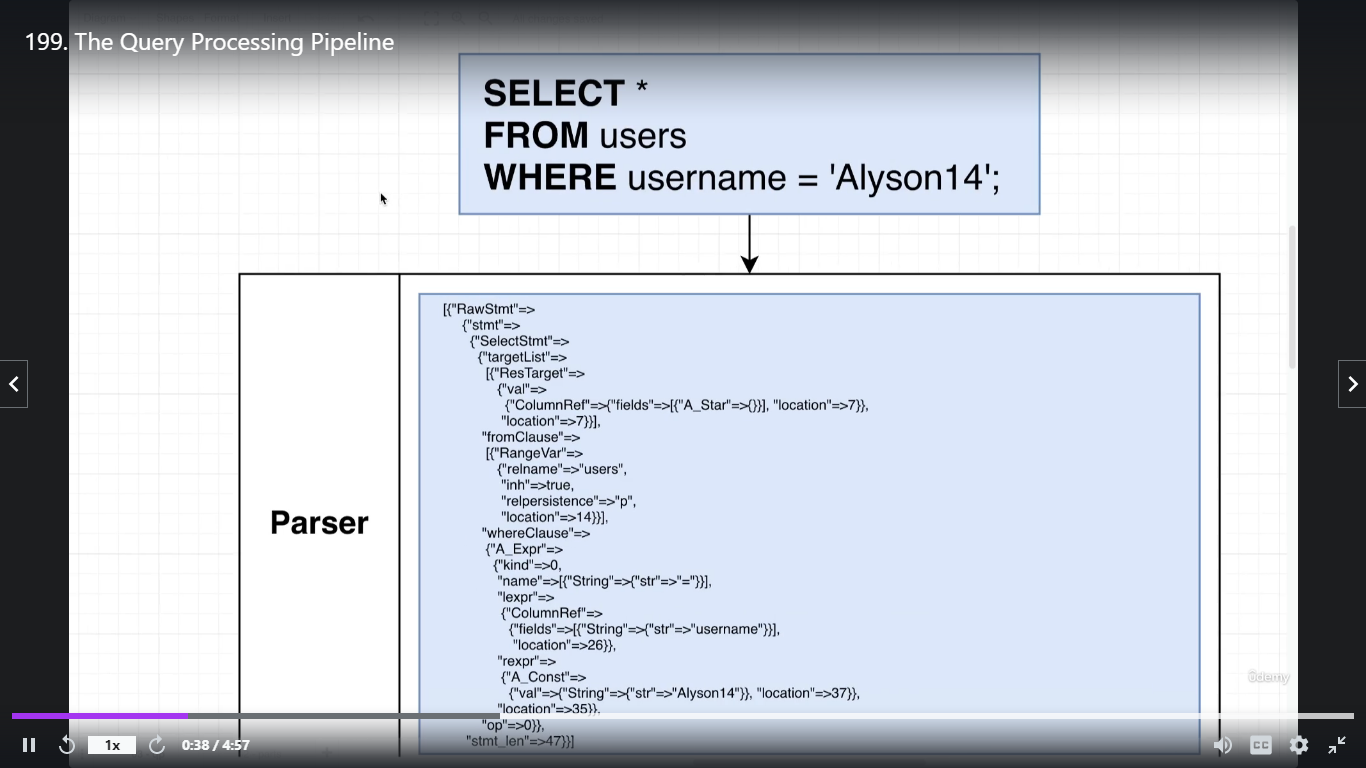 199. The Query Processing Pipeline
SELECT *
FROM users
WHERE username = 'Alyson14';
Parser
[{"RawStmt"=>
{"stmt"=>
{"SelectStmt"=>
{"targetList"=>
[{"ResTarget"=>
{"val"=>
{"ColumnRef"=>{"fields"=>[{"A_Star"=>{}}], "location"=>7}},
"location"=>7}}],
"fromClause"=>
[{"RangeVar"=>
{"relname"=>"users",
"inh"=>true,
"relpersistence"=>"p",
"location"=>14}}],
"whereClause"=>
{"A_Expr"=>
{"kind"=>0,
"name"=>[{"String"=>{"str"=>"="}}],
"lexpr"=>
{"ColumnRef"=>
{"fields"=>[{"String"=>{"str"=>"username"}}],
"location"=>26}},
"rexpr"=>
{"A_Const"=>
{"val"=>{"String"=>{"str"=>"Alyson14"}}, "location"=>37}},
"location"=>35}},
"op"=>0}},
"stmt_len"=>47}}]
ûdemy
1x
0:38 / 4:57
CC